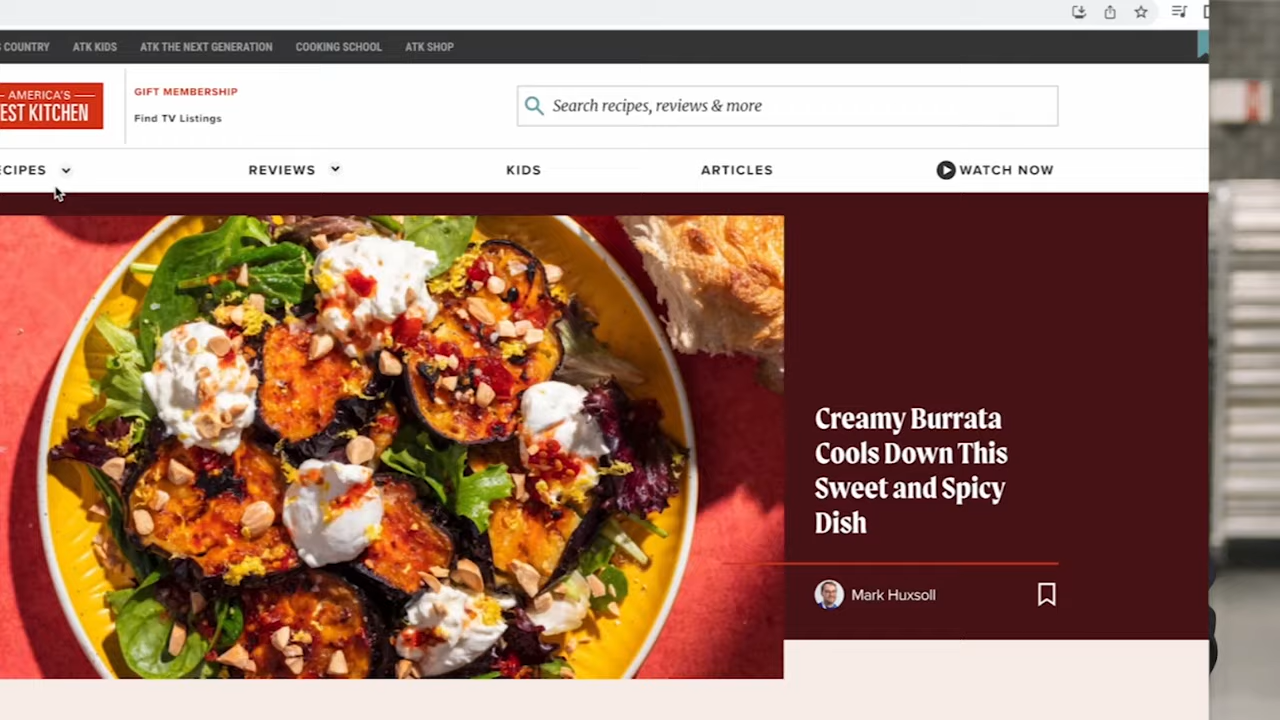 COUNTRY
ATK KIDS
ATK THE NEXT GENERATION
COOKING SCHOOL
ATK SHOP
AMERICA'S
EST KITCHEN
GIFT MEMBERSHIP
Find TV Listings
Search recipes, reviews & more
ECIPES
REVIEWS
KIDS
ARTICLES
WATCH NOW
Creamy Burrata
Cools Down This
Sweet and Spicy
Dish
Mark Huxsoll